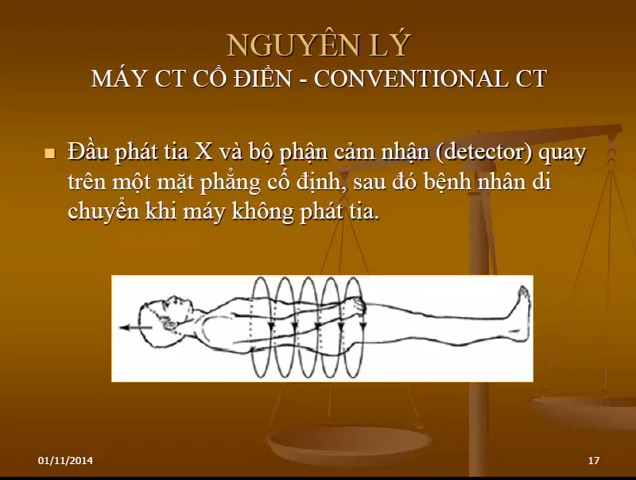 NGUYÊN LÝ
MÁY CT CỔ ĐIỂN - CONVENTIONAL CT
Đầu phát tia X và bộ phận cảm nhận (detector) quay
trên một mặt phẳng cố định, sau đó bệnh nhân di
chuyển khi máy không phát tia.
01/11/2014
17